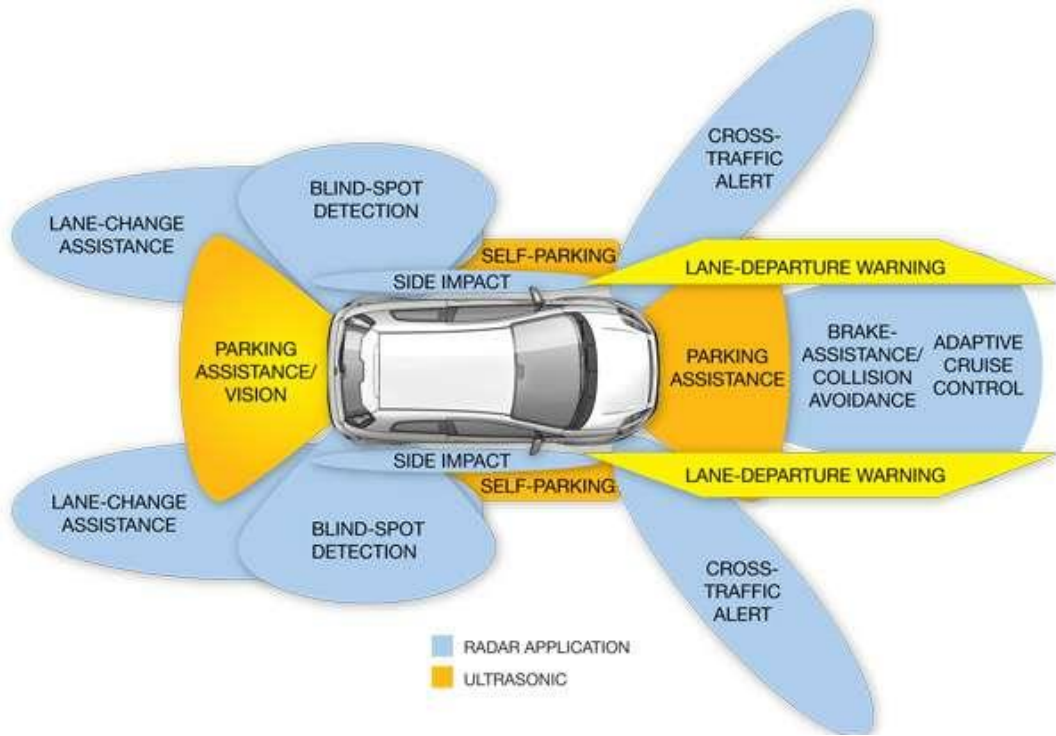 CROSS-
TRAFFIC
ALERT
BLIND-SPOT
DETECTION
LANE-CHANGE
ASSISTANCE
SELF-PARKING
LANE-DEPARTURE WARNING
SIDE IMPACT
PARKING
ASSISTANCE/
VISION
PARKING
ASSISTANCE
BRAKE-
ASSISTANCE/
COLLISION
AVOIDANCE
ADAPTIVE
CRUISE
CONTROL
SIDE IMPACT
LANE-DEPARTURE WARNING
SELF-PARKING
LANE-CHANGE
ASSISTANCE
BLIND-SPOT
DETECTION
CROSS-
TRAFFIC
ALERT
RADAR APPLICATION
ULTRASONIC